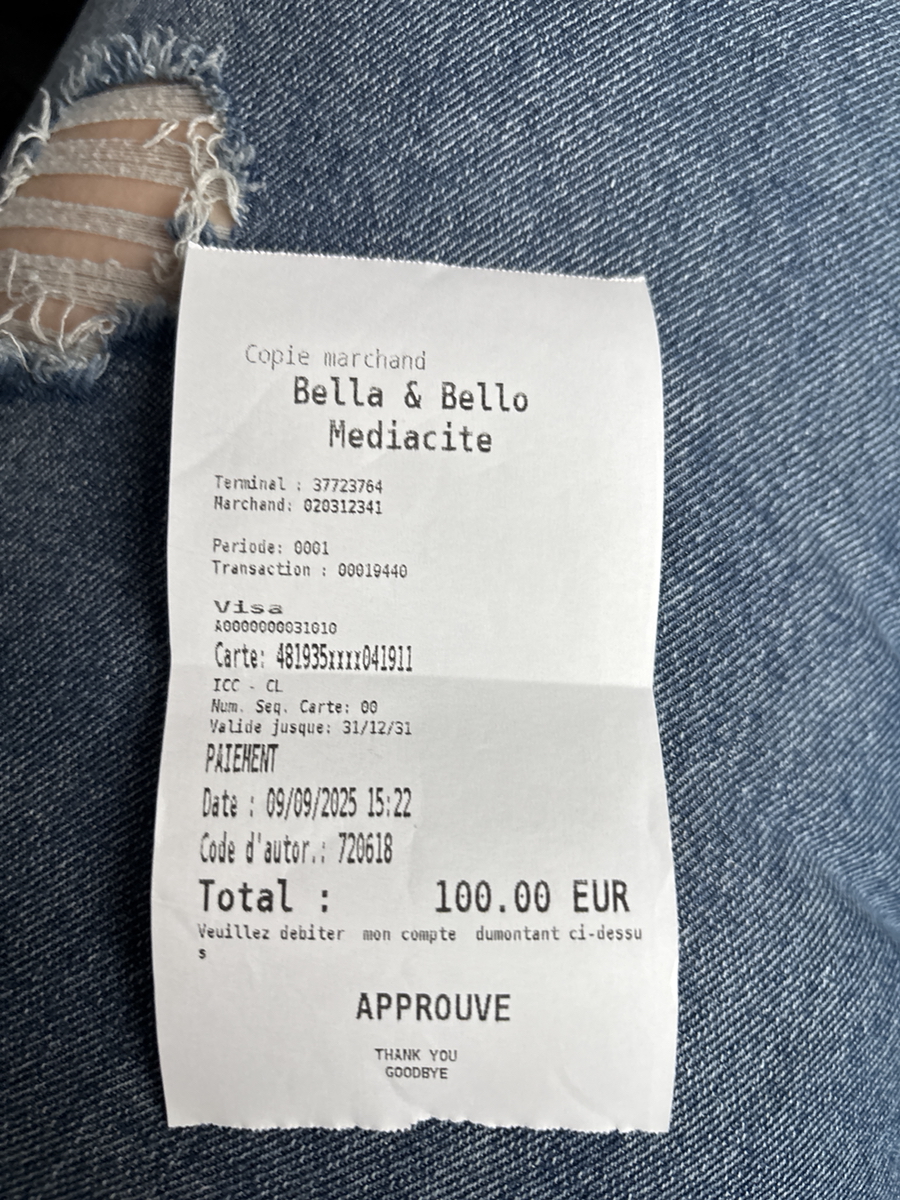 Copie marchand
Bella & Bello
Mediacite
Terminal : 37723764
Marchand: 020312341
Periode: 0001
Transaction : 00019440
Visa
A0000000031010
Carte: 481935xxxx041911
ICC - CL
Num. Seq. Carte: 00
Valide jusque: 31/12/31
PAIEMENT
Date : 09/09/2025 15:22
Code d'autor.: 720618
Total : 100.00 EUR
Veuillez debiter mon compte dumontant ci-dessu
s
APPROUVE
THANK YOU
GOODBYE